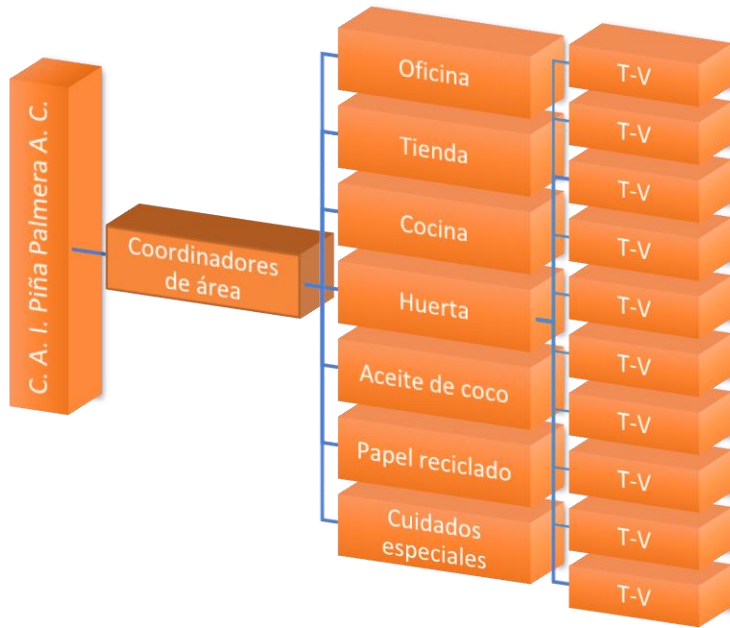 C. A. I. Piña Palmera A. C.
Coordinadores
de área
Oficina
Tienda
Cocina
Huerta
Aceite de coco
Papel reciclado
Cuidados
especiales
T-V
T-V
T-V
T-V
T-V
T-V
T-V
T-V
T-V
T-V